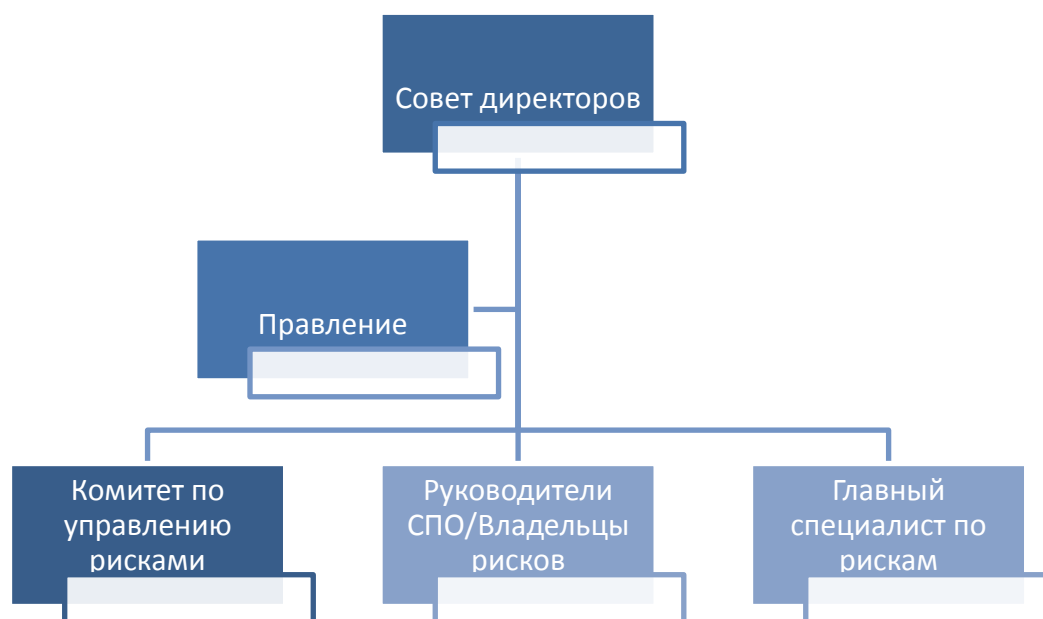 Совет директоров
Правление
Комитет по
управлению
рисками
Руководители
СПО/Владельцы
рисков
Главный
специалист по
рискам